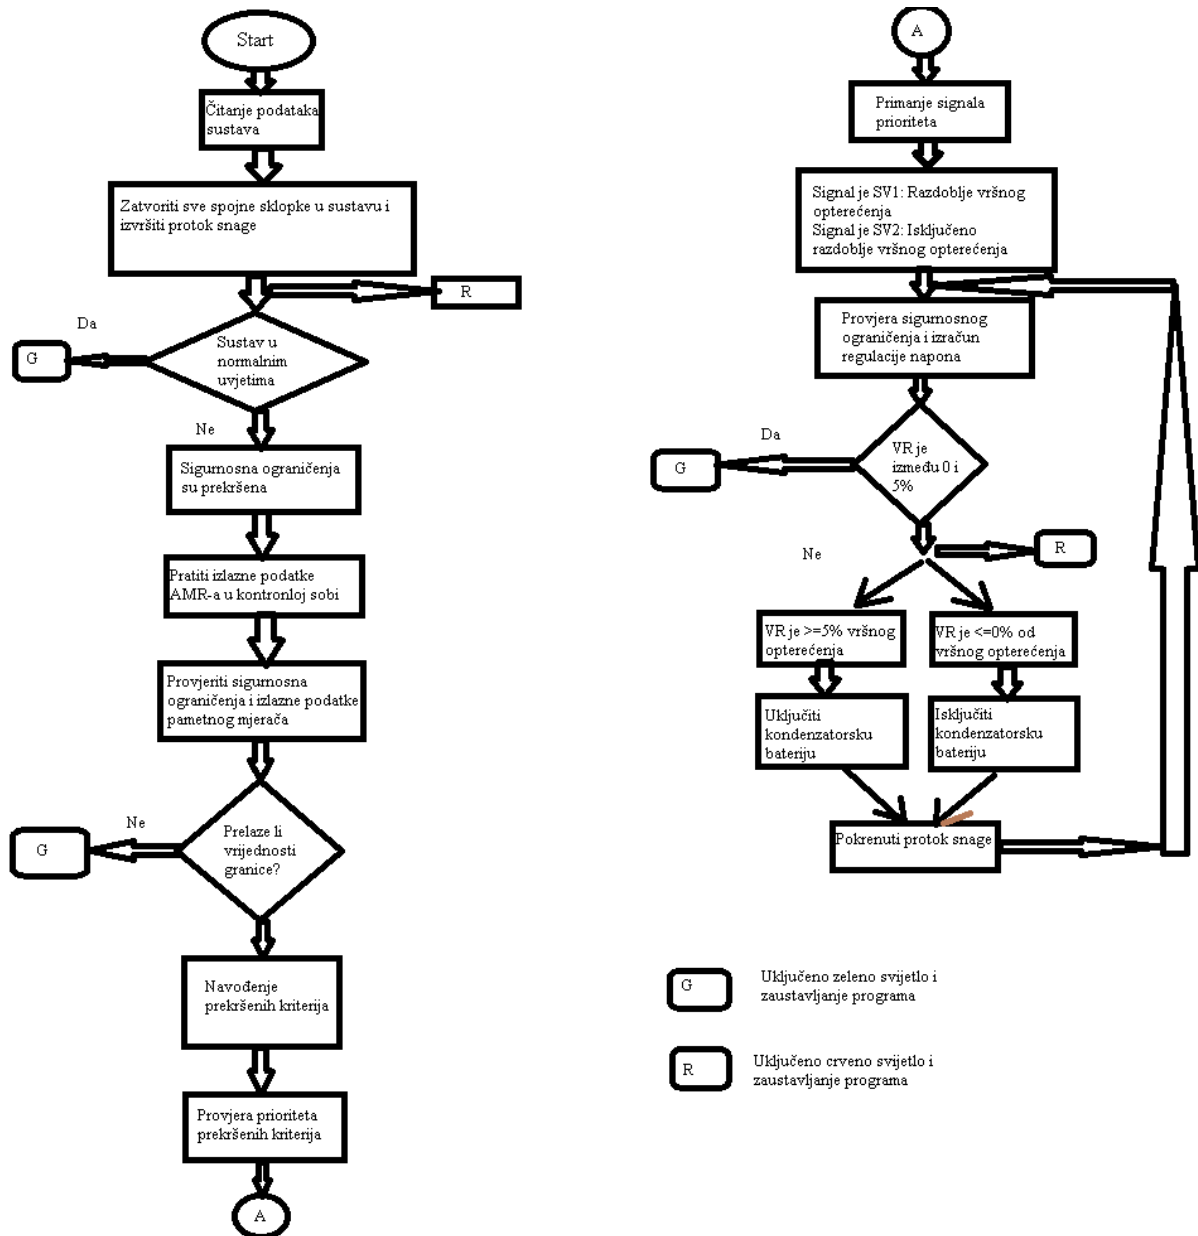 Start
Čitanje podataka
sustava
Zatvoriti sve spojne sklopke u sustavu i
izvršiti protok snage
R
Da
G
Sustav u
normalnim
uvjetima
Ne
Sigurnosna ograničenja
su prekršena
Pratiti izlazne podatke
AMR-a u kontronloj sobi
Provjeriti sigurnosna
ograničenja i izlazne podatke
pametnog mjerača
Ne
G
Prelaze li
vrijednosti
granice?
Navođenje
prekršenih kriterija
Provjera prioriteta
prekršenih kriterija
A
A
Primanje signala
prioriteta
Signal je SV1: Razdoblje vršnog
opterećenja
Signal je SV2: Isključeno
razdoblje vršnog opterećenja
Provjera sigurnosnog
ograničenja i izračun
regulacije napona
Da
G
VR je
između 0 i
5%
Ne
R
VR je >=5% vršnog
opterećenja
VR je <=0% od
vršnog opterećenja
Uključiti
kondenzatorsku
bateriju
Isključiti
kondenzatorsku
bateriju
Pokrenuti protok snage
G
Uključeno zeleno svijetlo i
zaustavljanje programa
R
Uključeno crveno svijetlo i
zaustavljanje programa